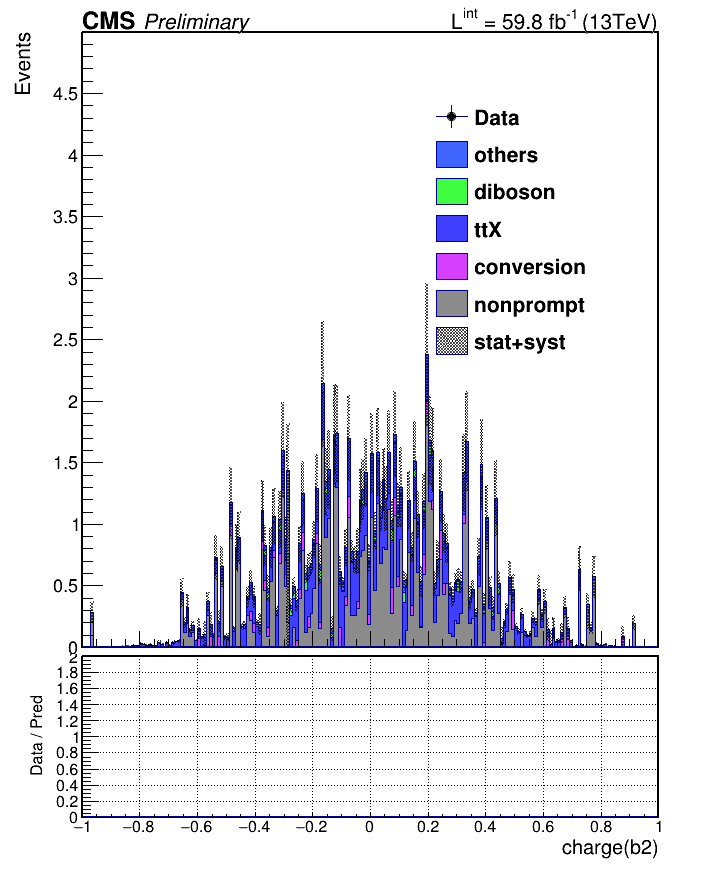 CMS Preliminary L^int = 59.8 fb^-1 (13TeV)
Events
4.5
4
3.5
3
2.5
2
1.5
1
0.5
0
Data
others
diboson
ttX
conversion
nonprompt
stat+syst
Data / Pred
2
1.8
1.6
1.4
1.2
1
0.8
0.6
0.4
0.2
0
−1 −0.8 −0.6 −0.4 −0.2 0 0.2 0.4 0.6 0.8 1
charge(b2)